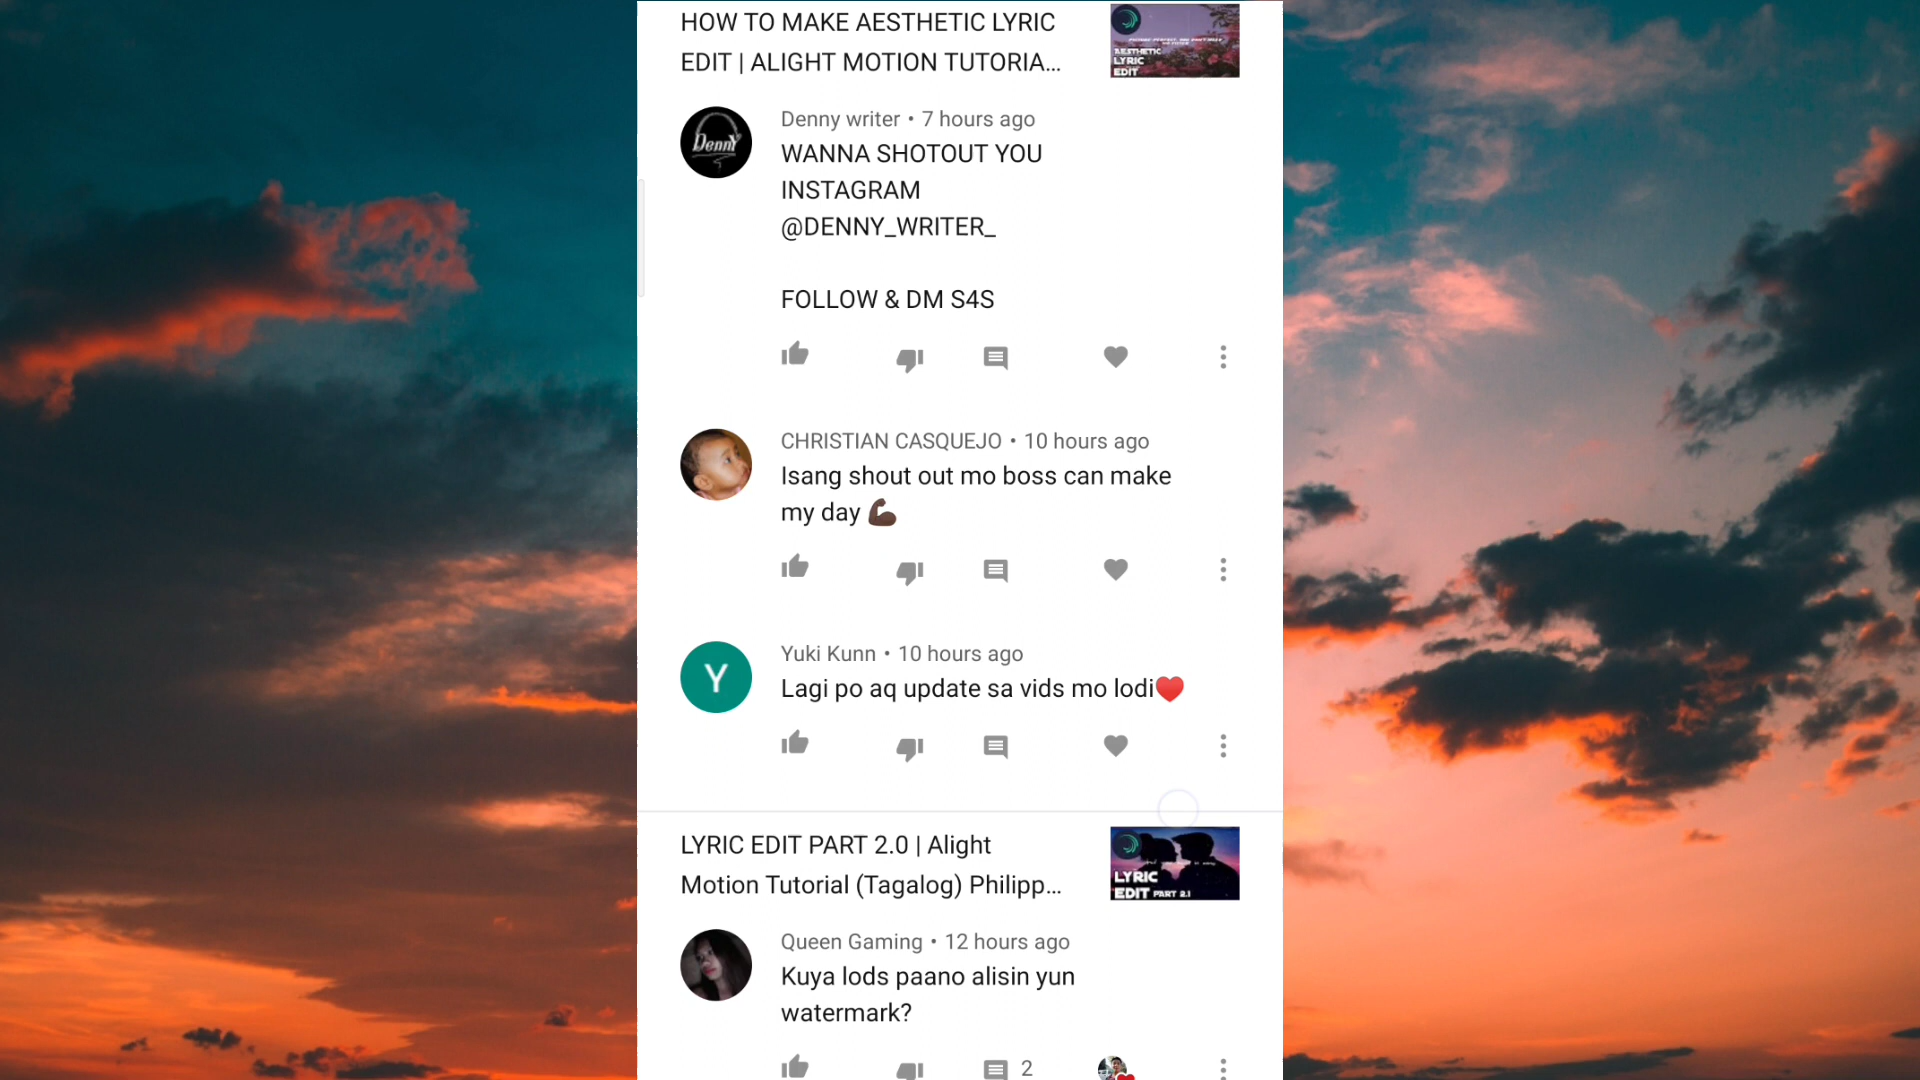 HOW TO MAKE AESTHETIC LYRIC
EDIT | ALIGHT MOTION TUTORIA...
AESTHETIC
LYRIC
EDIT
Denny
Denny writer • 7 hours ago
WANNA SHOTOUT YOU
INSTAGRAM
@DENNY_WRITER_
FOLLOW & DM S4S
CHRISTIAN CASQUEJO • 10 hours ago
Isang shout out mo boss can make
my day 💪🏿
Y
Yuki Kunn • 10 hours ago
Lagi po aq update sa vids mo lodi❤️
LYRIC EDIT PART 2.0 | Alight
Motion Tutorial (Tagalog) Philipp...
LYRIC
EDIT PART 2.1
Queen Gaming • 12 hours ago
Kuya lods paano alisin yun
watermark?
2